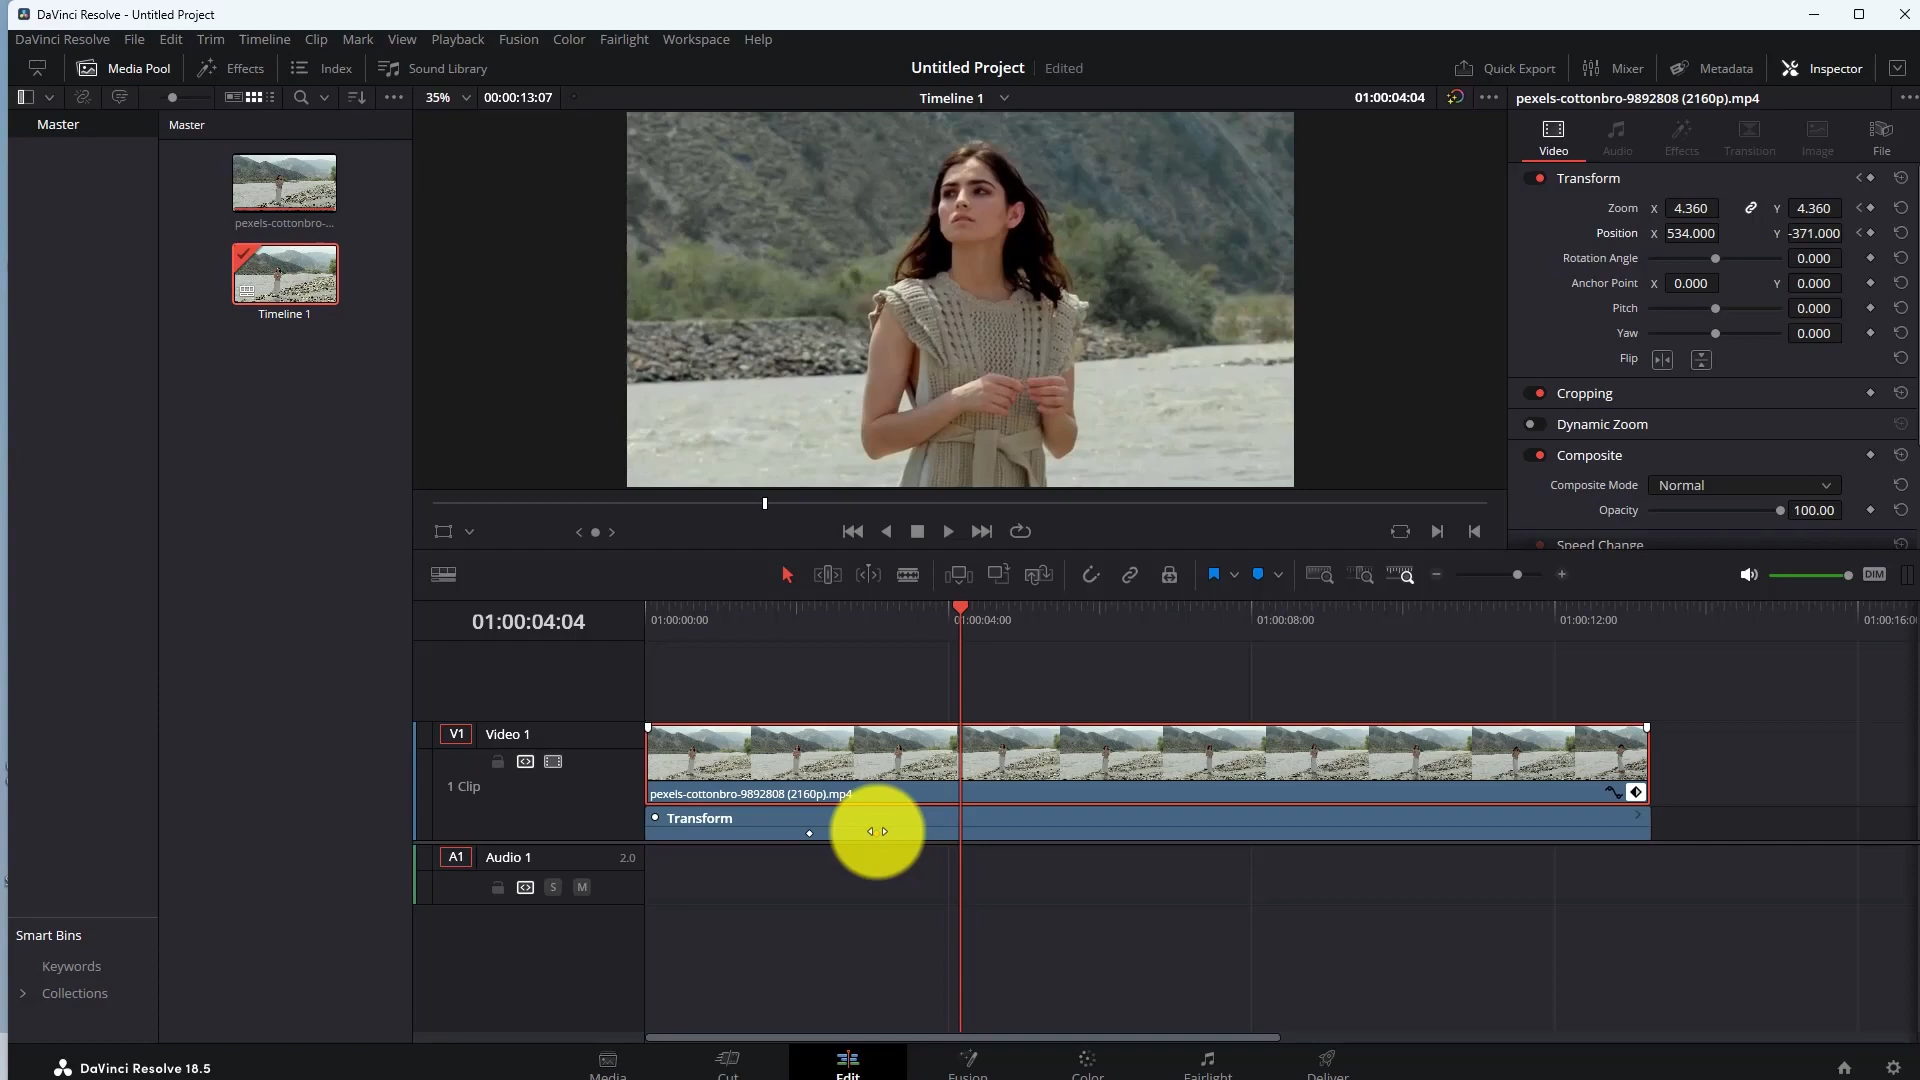 DaVinci Resolve - Untitled Project
DaVinci Resolve File Edit Trim Timeline Clip Mark View Playback Fusion Color Fairlight Workspace Help
Media Pool Effects Index Sound Library Untitled Project Edited Quick Export Mixer Metadata Inspector
35% 00:00:13:07 Timeline 1 01:00:04:04 pexels-cottonbro-9892808 (2160p).mp4
Master Master
Video Audio Effects Transition Image File
pexels-cottonbro-...
Timeline 1
Transform
Zoom X 4.360 Y 4.360
Position X 534.000 Y -371.000
Rotation Angle 0.000
Anchor Point X 0.000 Y 0.000
Pitch 0.000
Yaw 0.000
Flip
Cropping
Dynamic Zoom
Composite
Composite Mode Normal
Opacity 100.00
Speed Change
DIM
01:00:04:04 01:00:00:00 01:00:04:00 01:00:08:00 01:00:12:00 01:00:16:0
V1 Video 1
1 Clip
pexels-cottonbro-9892808 (2160p).mp4
Transform
A1 Audio 1 2.0
S M
Smart Bins
Keywords
Collections
DaVinci Resolve 18.5
Media Cut Edit Fusion Color Fairlight Deliver